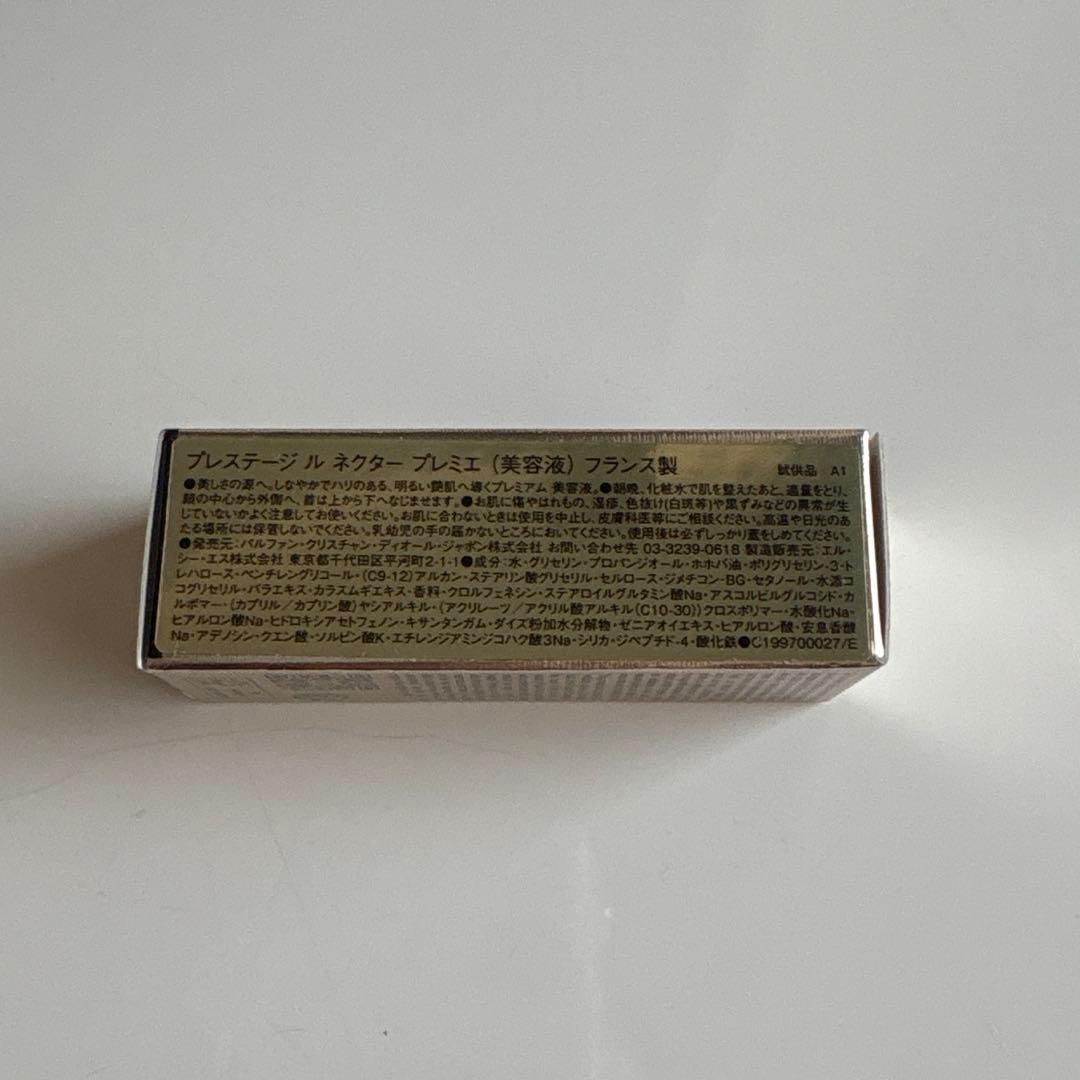 プレステージ ル ネクター プレミエ (美容液) フランス製 試供品 A1
●美しさの源へ。しなやかでハリのある、明るい艶肌へ導くプレミアム 美容液。●朝晩、化粧水で肌を整えたあと、適量をとり、
顔の中心から外側へ、首は上から下へなじませます。●お肌に傷やはれもの、湿疹、色抜け(白斑等)や黒ずみなどの異常が生
じていないかよく注意してお使いください。お肌に合わないときは使用を中止し、皮膚科医等にご相談ください。高温や日光のあ
たる場所には保管しないでください。乳幼児の手の届かないところにおいてください。使用後は必ずしっかり蓋をしめてください。
●発売元:パルファン・クリスチャン・ディオール・ジャポン株式会社 お問い合わせ先 03-3239-0618 製造販売元:エル・
シー・エス株式会社 東京都千代田区平河町2-1-1●成分:水・グリセリン・プロパンジオール・ホホバ油・ポリグリセリン-3・ト
レハロース・ペンチレングリコール・(C9-12)アルカン・ステアリン酸グリセリル・セルロース・ジメチコン・BG・セタノール・水添コ
コグリセリル・バラエキス・カラスムギエキス・香料・クロルフェネシン・ステアロイルグルタミン酸Na・アスコルビルグルコシド・カ
ルボマー・(カプリル/カプリン酸)ヤシアルキル・(アクリレーツ/アクリル酸アルキル(C10-30))クロスポリマー・水酸化Na・
ヒアルロン酸Na・ヒドロキシアセトフェノン・キサンタンガム・ダイズ粉加水分解物・ゼニアオイエキス・ヒアルロン酸・安息香酸
Na・アデノシン・クエン酸・ソルビン酸K・エチレンジアミンジコハク酸3Na・シリカ・ジペプチド-4・酸化鉄●C199700027/E